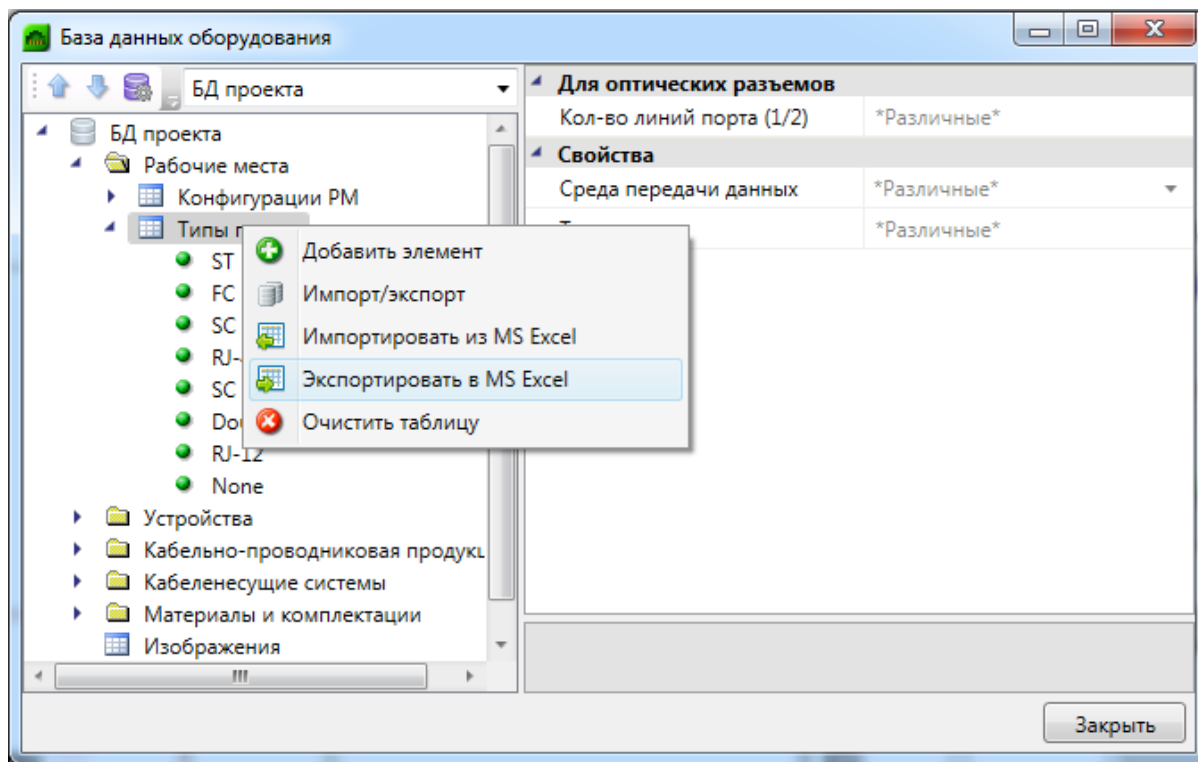 База данных оборудования
БД проекта
БД проекта
Рабочие места
Конфигурации РМ
Типы
ST
FC
SC
SC
RJ-12
None
Устройства
Кабельно-проводниковая
Кабеленесущие системы
Материалы и комплектации
Изображения
Добавить элемент
Импорт/экспорт
Импортировать из MS Excel
Экспортировать в MS Excel
Очистить таблицу
Для оптических разъемов
Кол-во линий порта (1/2) *Различные*
Свойства
Среда передачи данных *Различные*
*Различные*
Закрыть